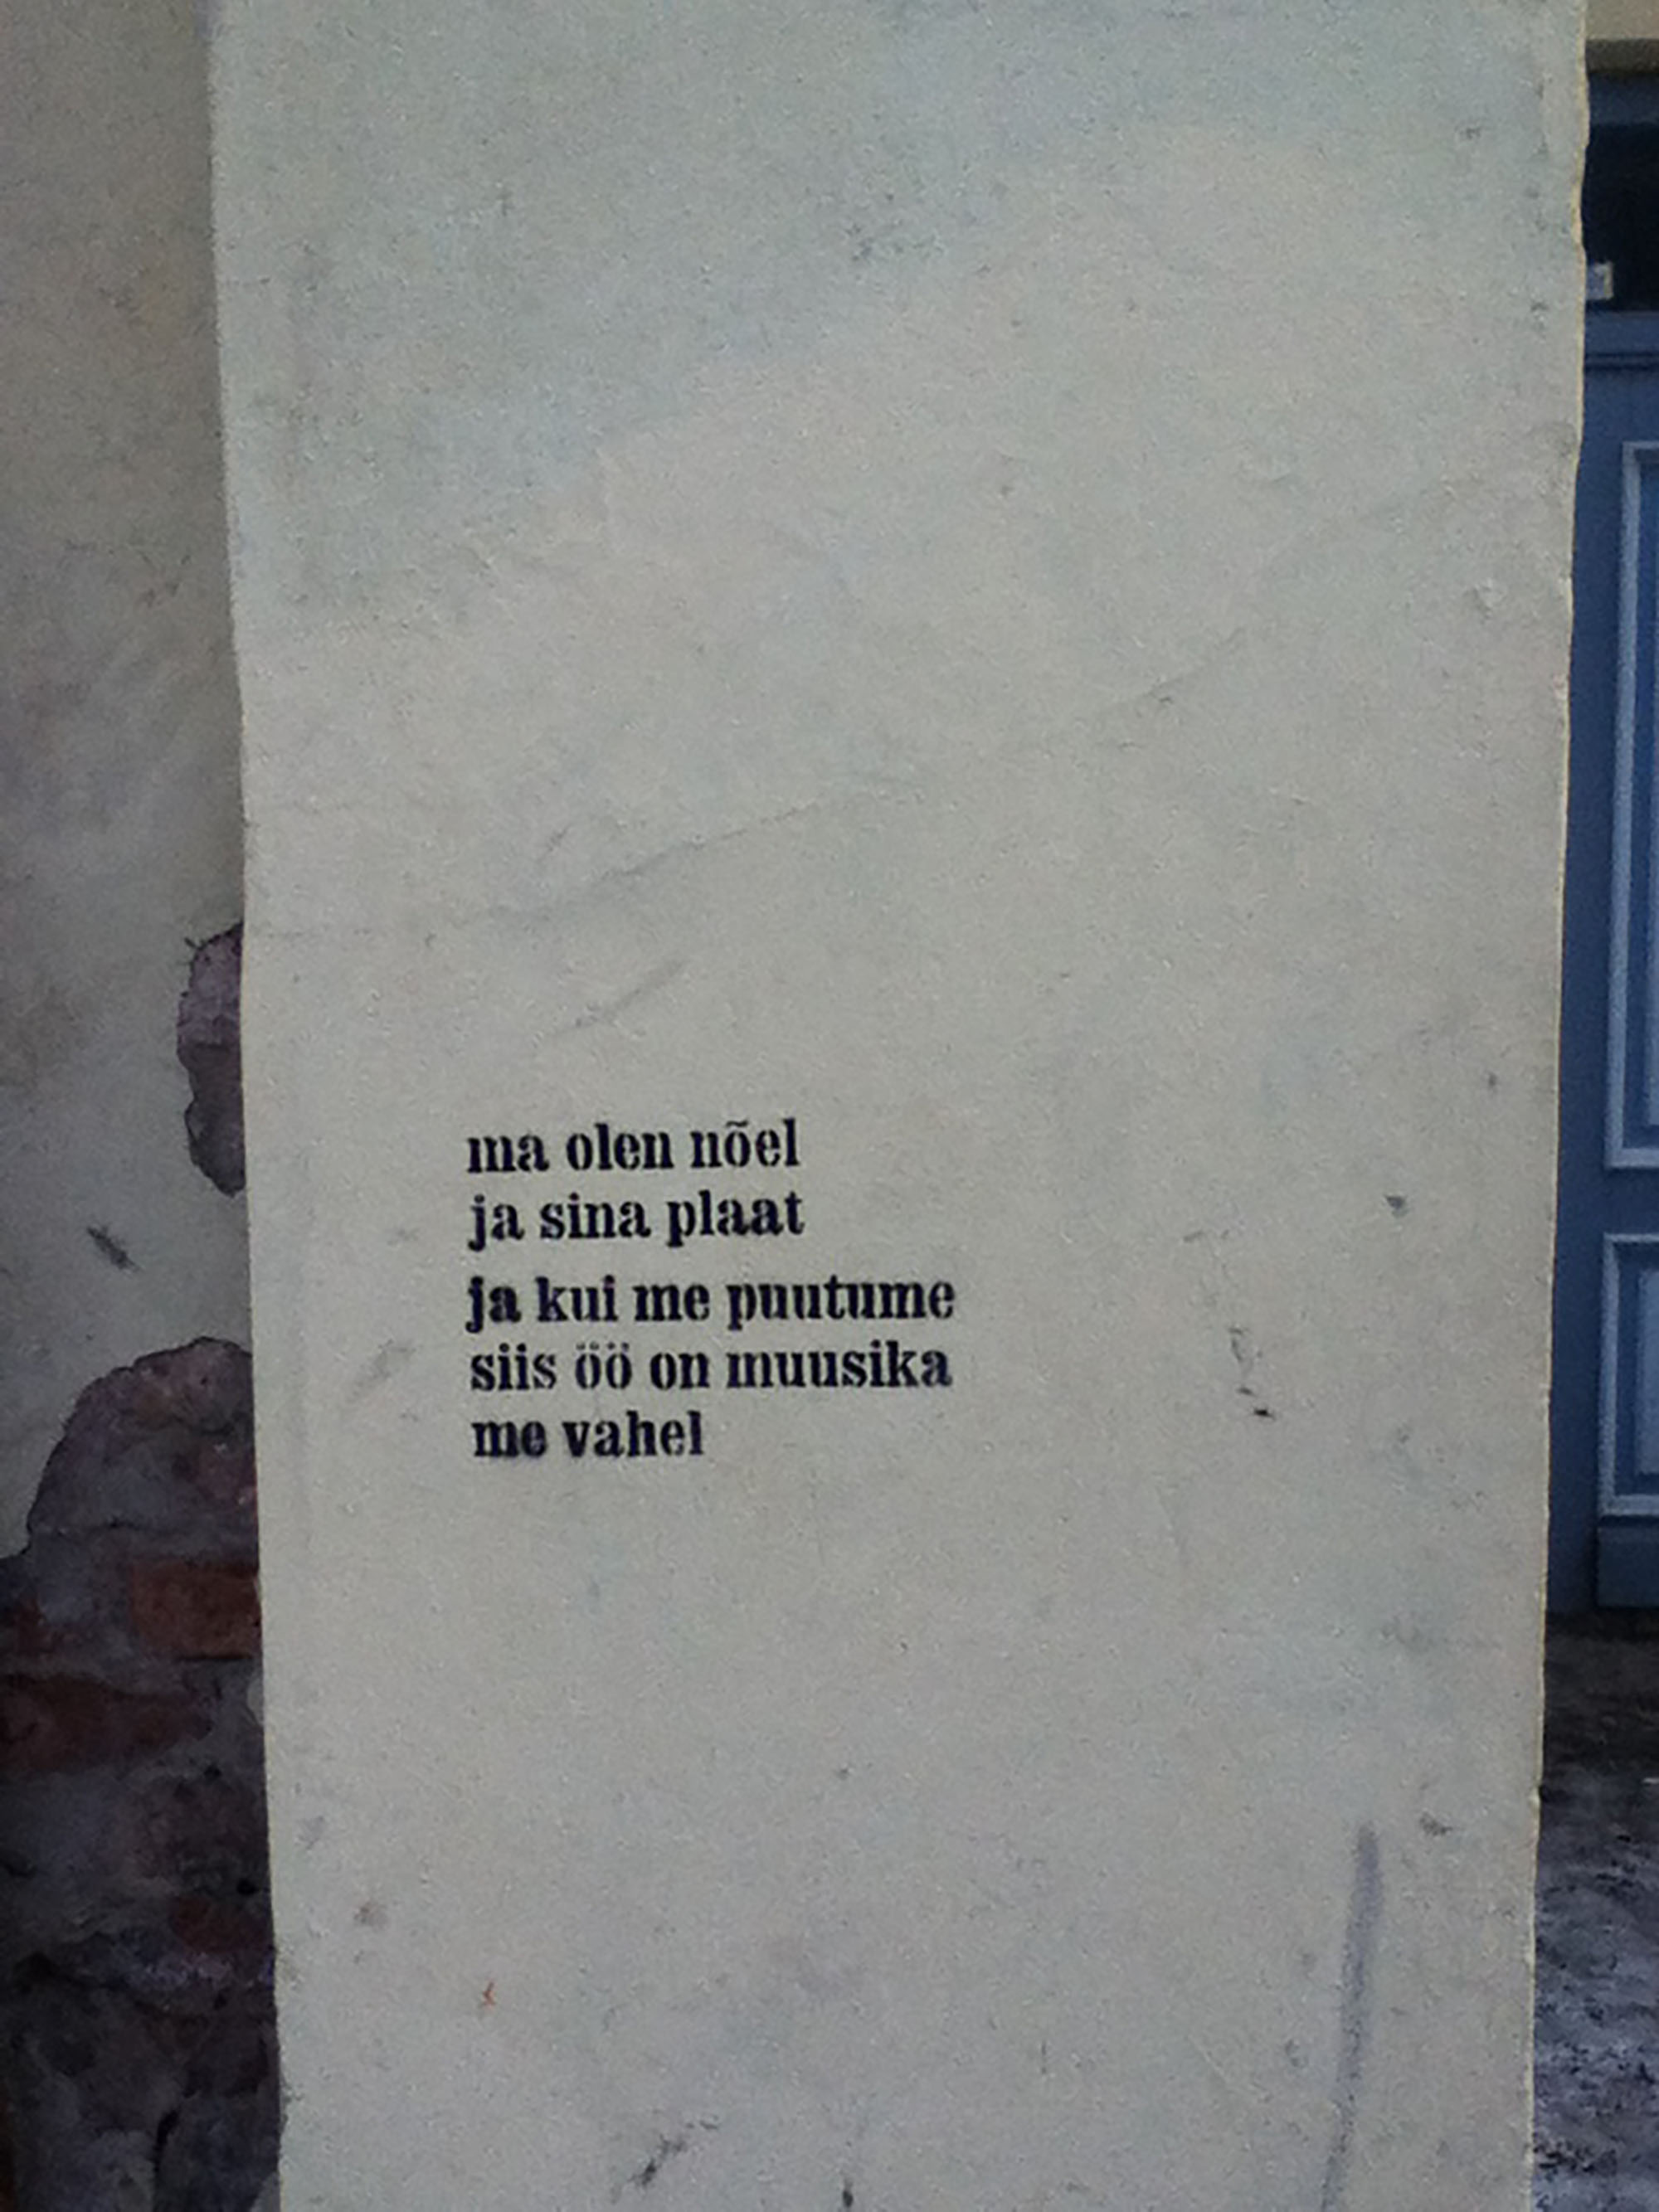 ma olen nõel
ja sina plaat
ja kui me puutume
siis öö on muusika
me vahel